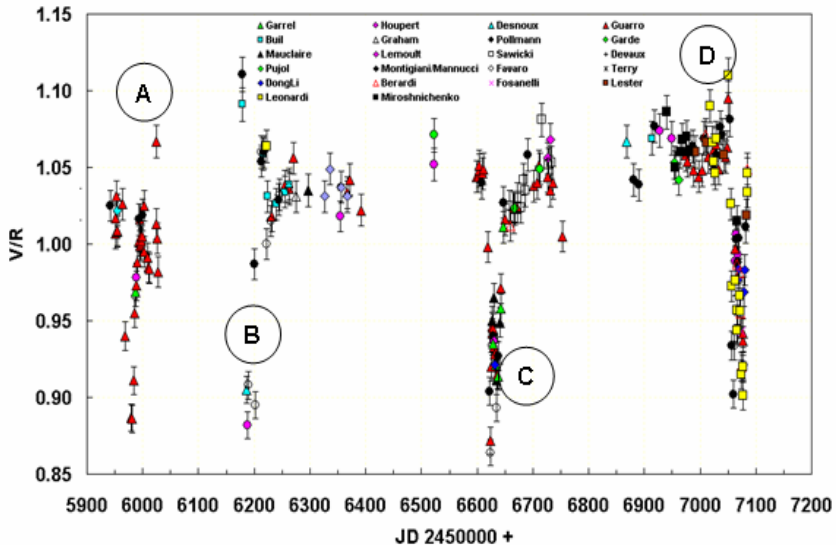 Garrel Houpert Desnoux Guarro
Buil Graham Pollmann Garde
Mauclaire Lemoult Sawicki Devaux
Pujol Montigiani/Mannucci Favaro Terry
DongLi Berardi Fosanelli Lester
Leonardi Miroshnichenko
1.15
1.10
1.05
1.00
0.95
0.90
0.85
V/R
A
B
C
D
5900 6000 6100 6200 6300 6400 6500 6600 6700 6800 6900 7000 7100 7200
JD 2450000 +